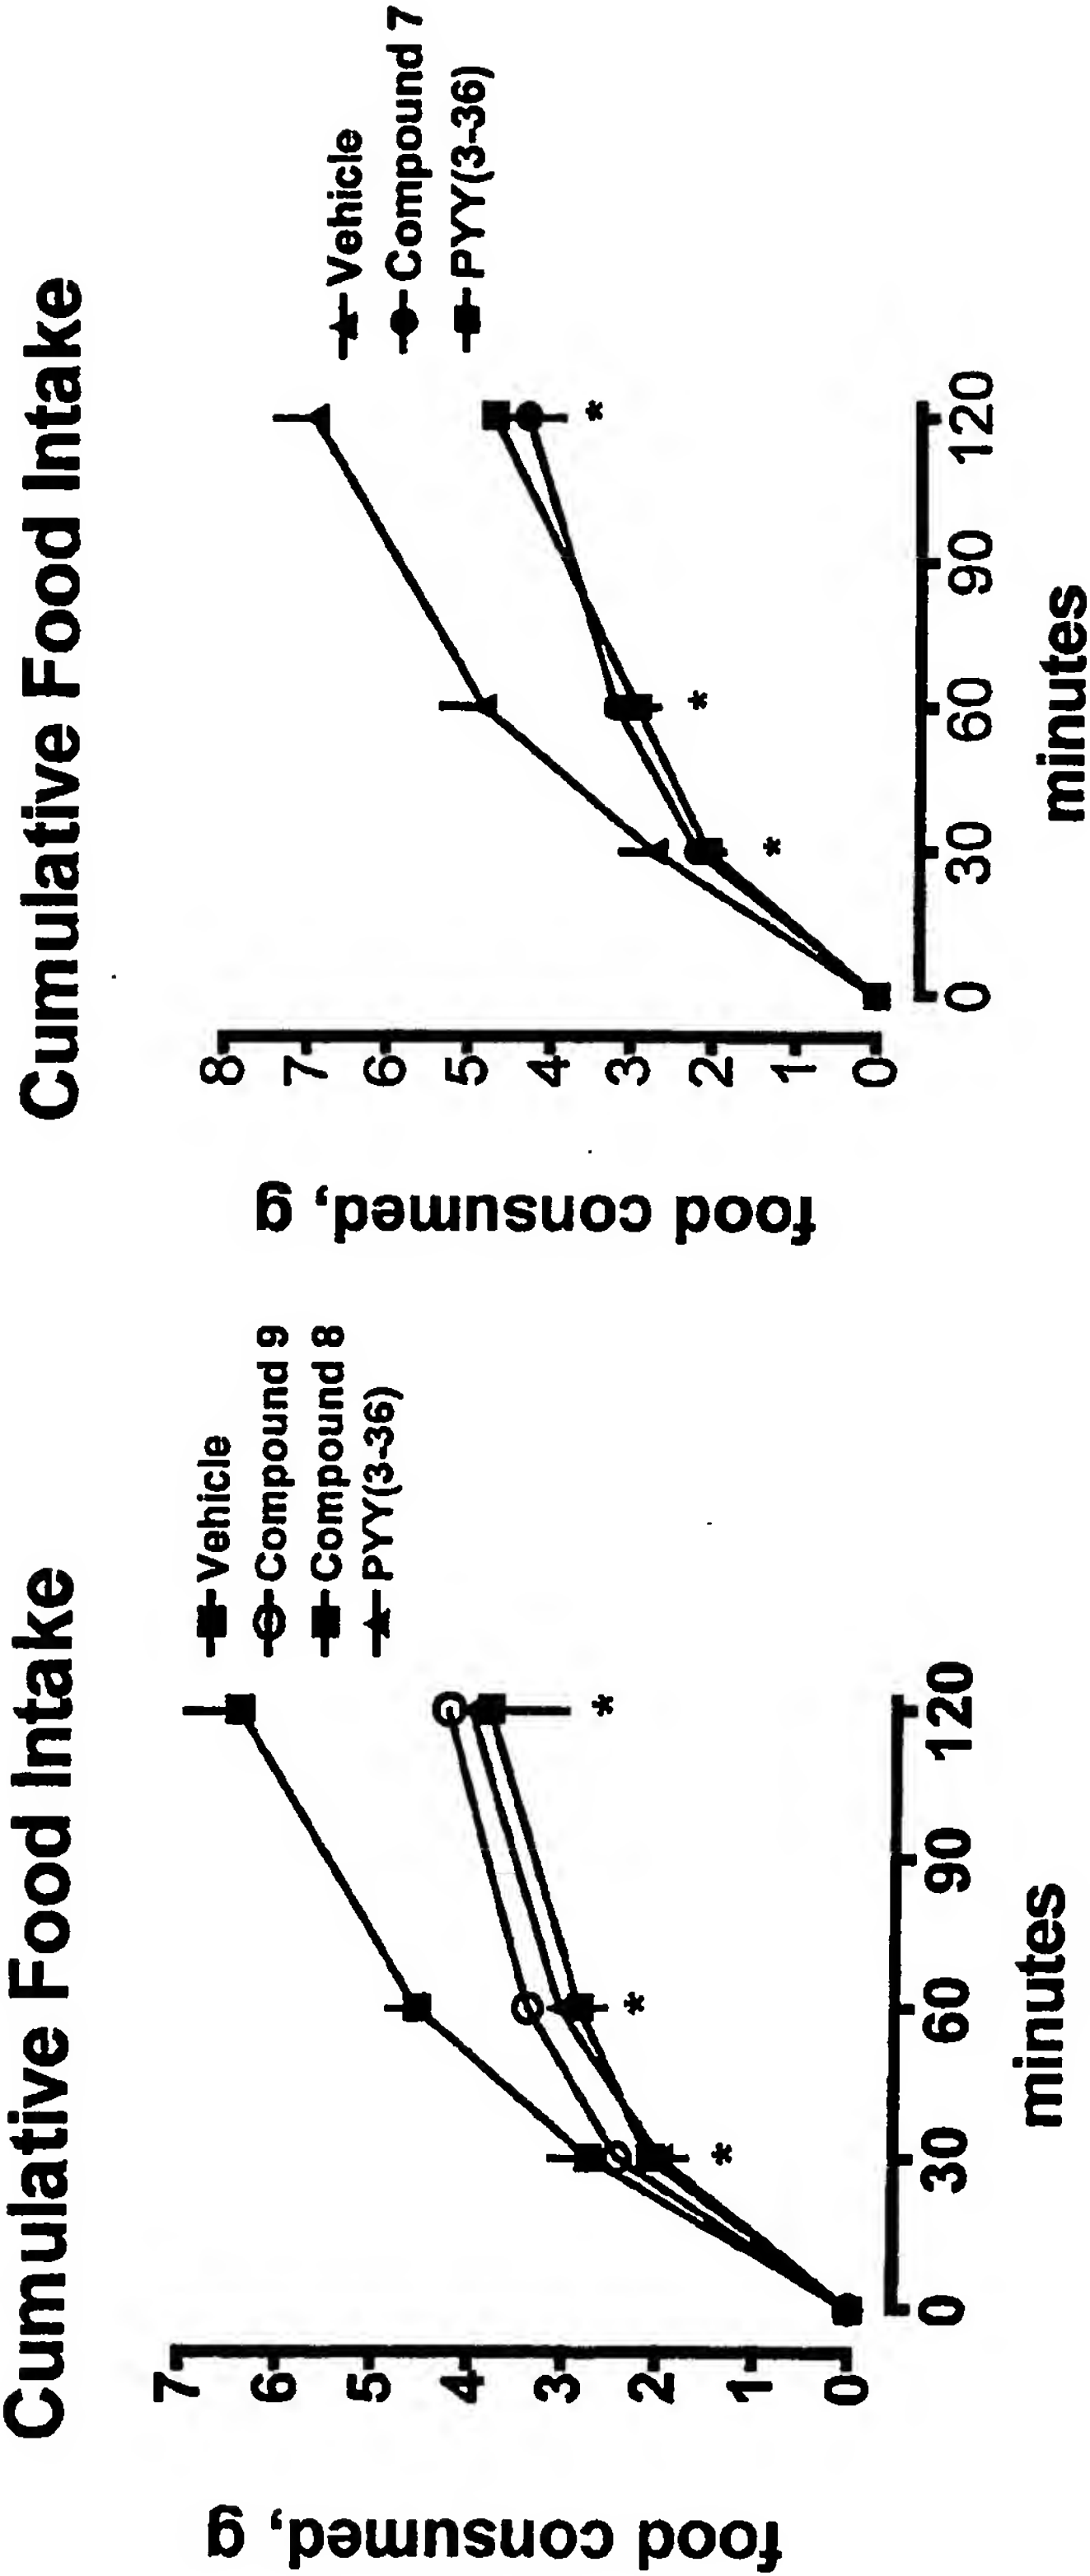 Cumulative Food Intake
Vehicle
Compound 9
Compound 8
PYY(3-36)
food consumed, g
7
6
5
4
3
2
1
0
*
*
*
0
30
60
90
120
minutes
Cumulative Food Intake
Vehicle
Compound 7
PYY(3-36)
food consumed, g
8
7
6
5
4
3
2
1
0
*
*
*
0
30
60
90
120
minutes